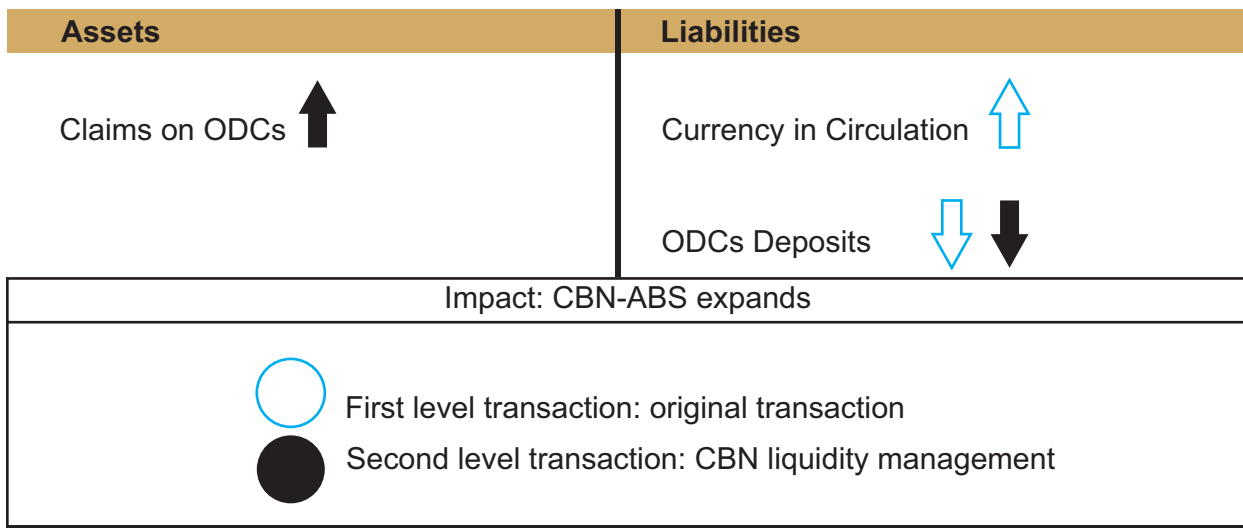 Assets
Liabilities
Claims on ODCs
Currency in Circulation
ODCs Deposits
Impact: CBN-ABS expands
First level transaction: original transaction
Second level transaction: CBN liquidity management